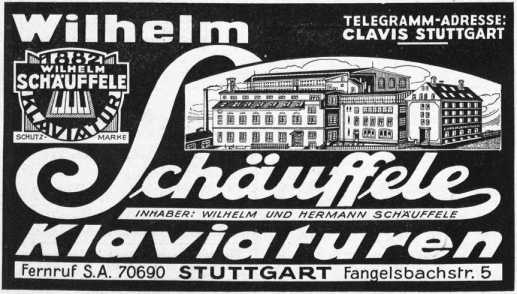 Wilhelm
TELEGRAMM-ADRESSE:
CLAVIS STUTTGART
1882
WILHELM
SCHÄUFFELE
KLAVIATUR
SCHUTZ-MARKE
Schäuffele
INHABER: WILHELM UND HERMANN SCHÄUFFELE
Klaviaturen
Fernruf S.A. 70690 STUTTGART Fangelsbachstr. 5